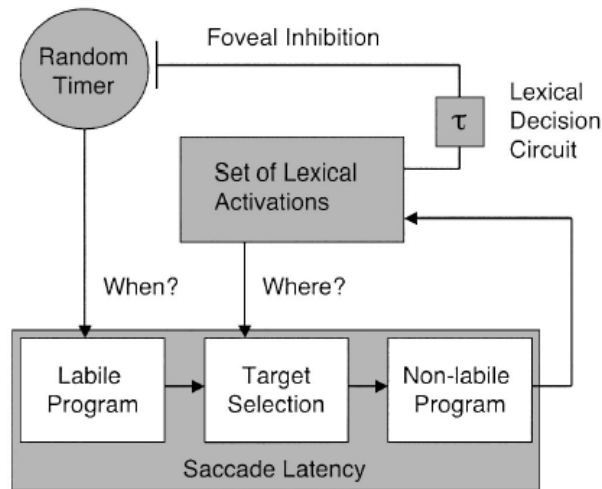 Foveal Inhibition
Random
Timer
τ
Lexical
Decision
Circuit
Set of Lexical
Activations
When?
Where?
Labile
Program
Target
Selection
Non-labile
Program
Saccade Latency